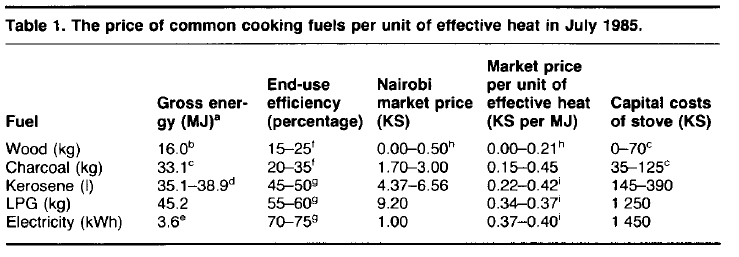 Table 1. The price of common cooking fuels per unit of effective heat in July 1985.
Market price
End-use Nairobi per unit of
Gross ener- efficiency market price effective heat Capital costs
Fuel gy (MJ)a (percentage) (KS) (KS per MJ) of stove (KS)
Wood (kg) 16.0b 15–25f 0.00–0.50h 0.00–0.21h 0–70c
Charcoal (kg) 33.1c 20–35f 1.70–3.00 0.15–0.45 35–125c
Kerosene (l) 35.1–38.9d 45–50g 4.37–6.56 0.22–0.42i 145–390
LPG (kg) 45.2 55–60g 9.20 0.34–0.37i 1 250
Electricity (kWh) 3.6e 70–75g 1.00 0.37–0.40i 1 450